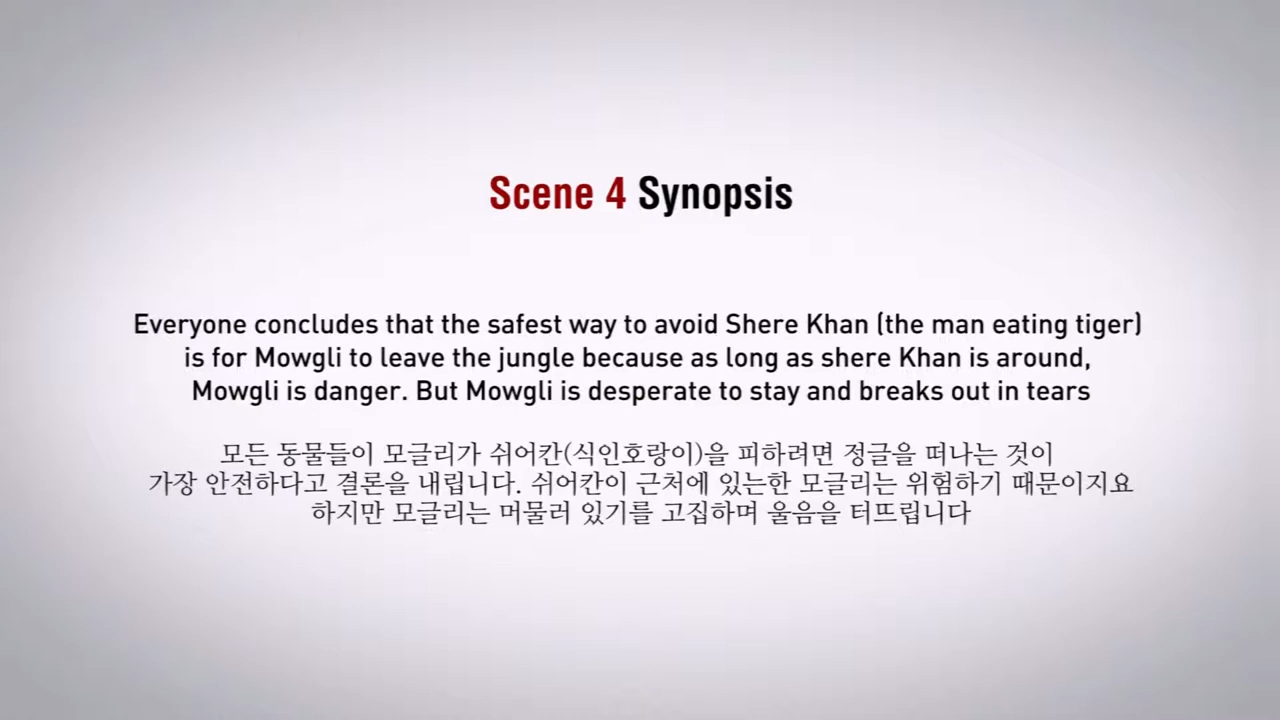 Scene 4 Synopsis
Everyone concludes that the safest way to avoid Shere Khan (the man eating tiger)
is for Mowgli to leave the jungle because as long as shere Khan is around,
Mowgli is danger. But Mowgli is desperate to stay and breaks out in tears
모든 동물들이 모글리가 쉬어칸(식인호랑이)을 피하려면 정글을 떠나는 것이
가장 안전하다고 결론을 내립니다. 쉬어칸이 근처에 있는한 모글리는 위험하기 때문이지요
하지만 모글리는 머물러 있기를 고집하며 울음을 터뜨립니다